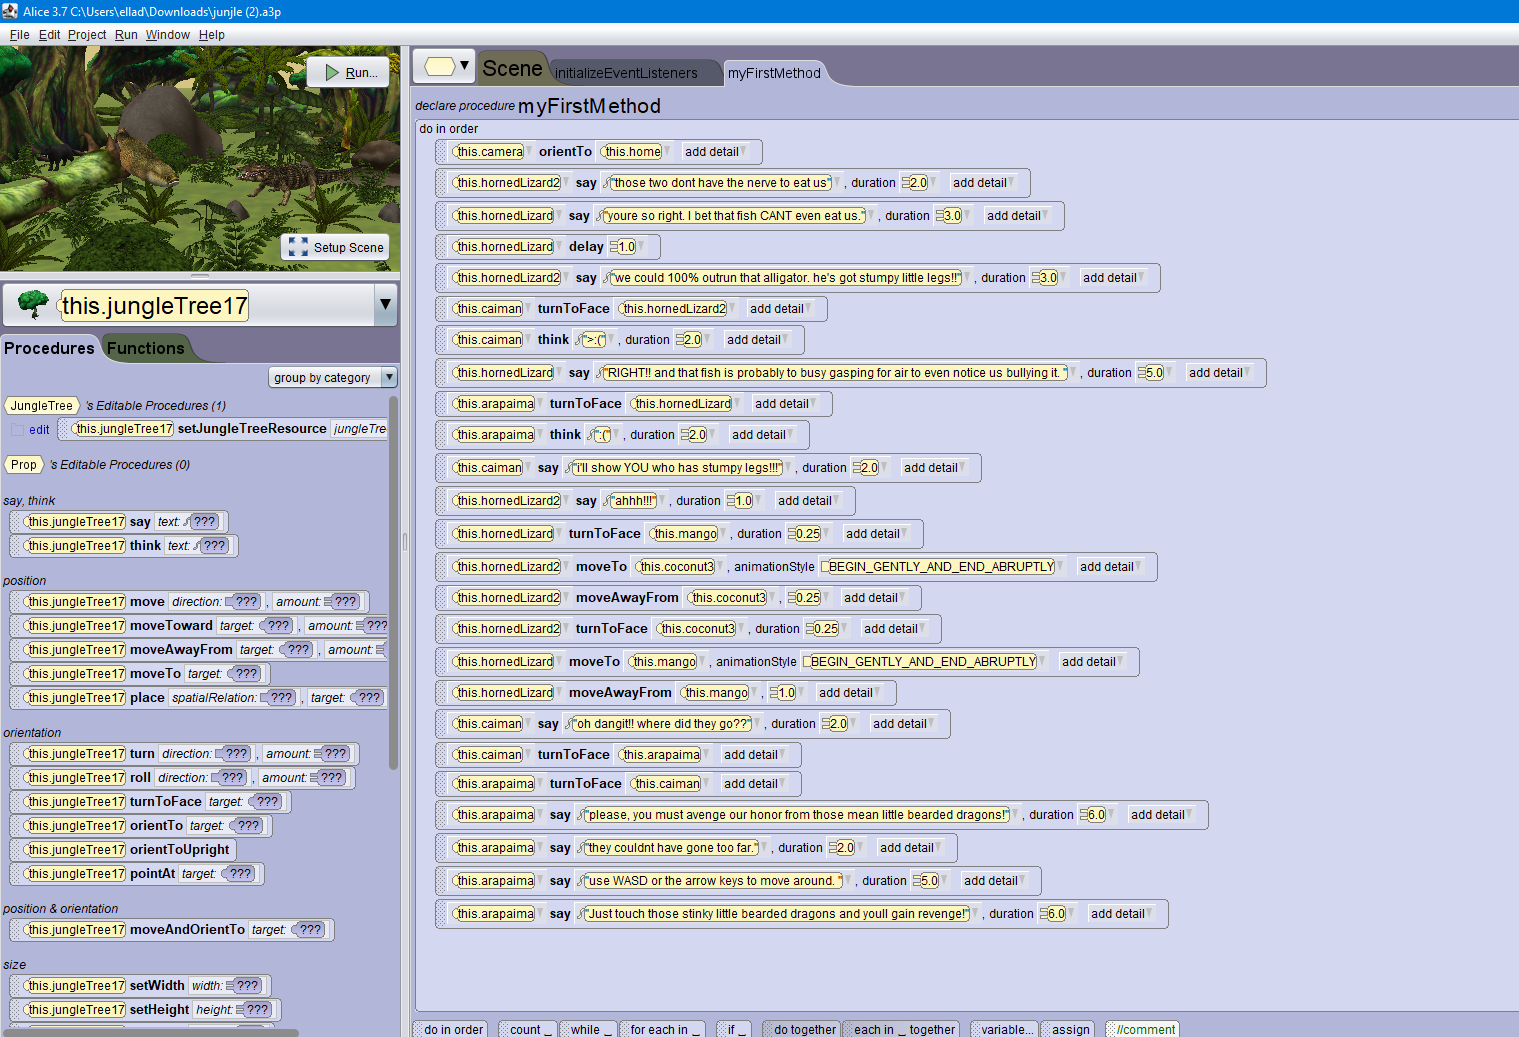 Alice 3.7 C:\Users\ellad\Downloads\junjle (2).a3p
File Edit Project Run Window Help
Run...
Setup Scene
this.jungleTree17
Procedures Functions
group by category
JungleTree 's Editable Procedures (1)
edit this.jungleTree17 setJungleTreeResource jungleTree
Prop 's Editable Procedures (0)
say, think
this.jungleTree17 say text: ???
this.jungleTree17 think text: ???
position
this.jungleTree17 move direction: ??? , amount: ???
this.jungleTree17 moveToward target: ??? , amount: ???
this.jungleTree17 moveAwayFrom target: ??? , amount:
this.jungleTree17 moveTo target: ???
this.jungleTree17 place spatialRelation: ??? , target: ???
orientation
this.jungleTree17 turn direction: ??? , amount: ???
this.jungleTree17 roll direction: ??? , amount: ???
this.jungleTree17 turnToFace target: ???
this.jungleTree17 orientTo target: ???
this.jungleTree17 orientToUpright
this.jungleTree17 pointAt target: ???
position & orientation
this.jungleTree17 moveAndOrientTo target: ???
size
this.jungleTree17 setWidth width: ???
this.jungleTree17 setHeight height: ???
Scene initializeEventListeners myFirstMethod
declare procedure myFirstMethod
do in order
this.camera orientTo this.home add detail
this.hornedLizard2 say "those two dont have the nerve to eat us" , duration 2.0 add detail
this.hornedLizard say "youre so right. I bet that fish CANT even eat us." , duration 3.0 add detail
this.hornedLizard delay 1.0
this.hornedLizard2 say "we could 100% outrun that alligator. he's got stumpy little legs!!" , duration 3.0 add detail
this.caiman turnToFace this.hornedLizard2 add detail
this.caiman think ">:(" , duration 2.0 add detail
this.hornedLizard say "RIGHT!! and that fish is probably to busy gasping for air to even notice us bullying it. " , duration 5.0 add detail
this.arapaima turnToFace this.hornedLizard add detail
this.arapaima think ":(" , duration 2.0 add detail
this.caiman say "i'll show YOU who has stumpy legs!!!" , duration 2.0 add detail
this.hornedLizard2 say "ahhh!!!" , duration 1.0 add detail
this.hornedLizard turnToFace this.mango , duration 0.25 add detail
this.hornedLizard2 moveTo this.coconut3 , animationStyle BEGIN_GENTLY_AND_END_ABRUPTLY add detail
this.hornedLizard2 moveAwayFrom this.coconut3 , 0.25 add detail
this.hornedLizard2 turnToFace this.coconut3 , duration 0.25 add detail
this.hornedLizard moveTo this.mango , animationStyle BEGIN_GENTLY_AND_END_ABRUPTLY add detail
this.hornedLizard moveAwayFrom this.mango , 1.0 add detail
this.caiman say "oh dangit!! where did they go??" , duration 2.0 add detail
this.caiman turnToFace this.arapaima add detail
this.arapaima turnToFace this.caiman add detail
this.arapaima say "please, you must avenge our honor from those mean little bearded dragons!" , duration 6.0 add detail
this.arapaima say "they couldnt have gone too far." , duration 2.0 add detail
this.arapaima say "use WASD or the arrow keys to move around. " , duration 5.0 add detail
this.arapaima say "Just touch those stinky little bearded dragons and youll gain revenge!" , duration 6.0 add detail
do in order count _ while _ for each in _ if _ do together each in _ together variable... assign //comment